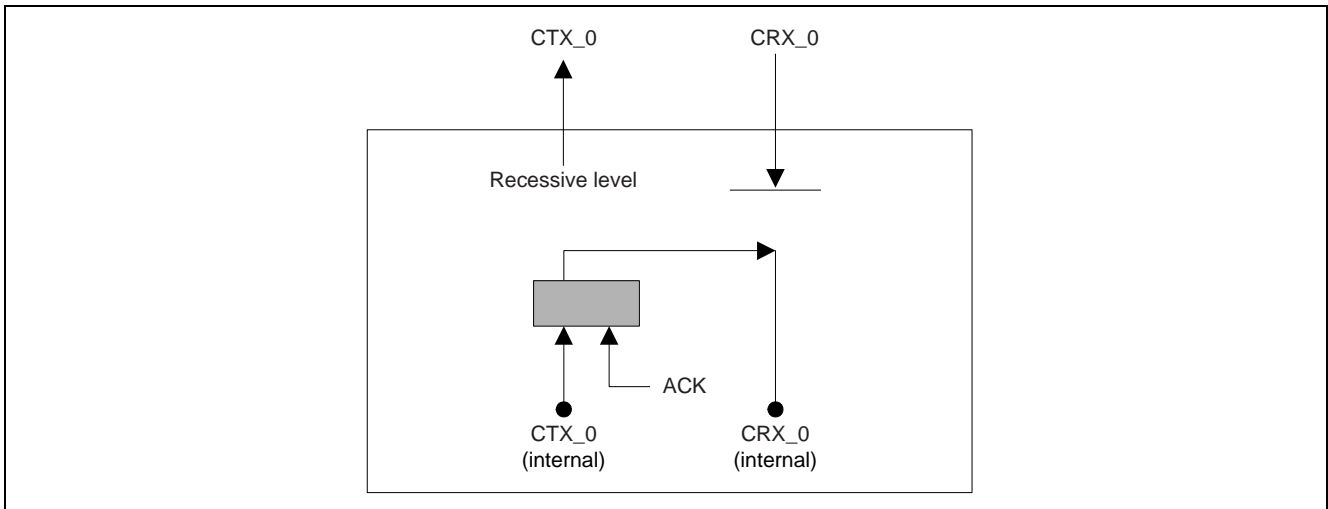 CTX_0
CRX_0
Recessive level
ACK
CTX_0
(internal)
CRX_0
(internal)